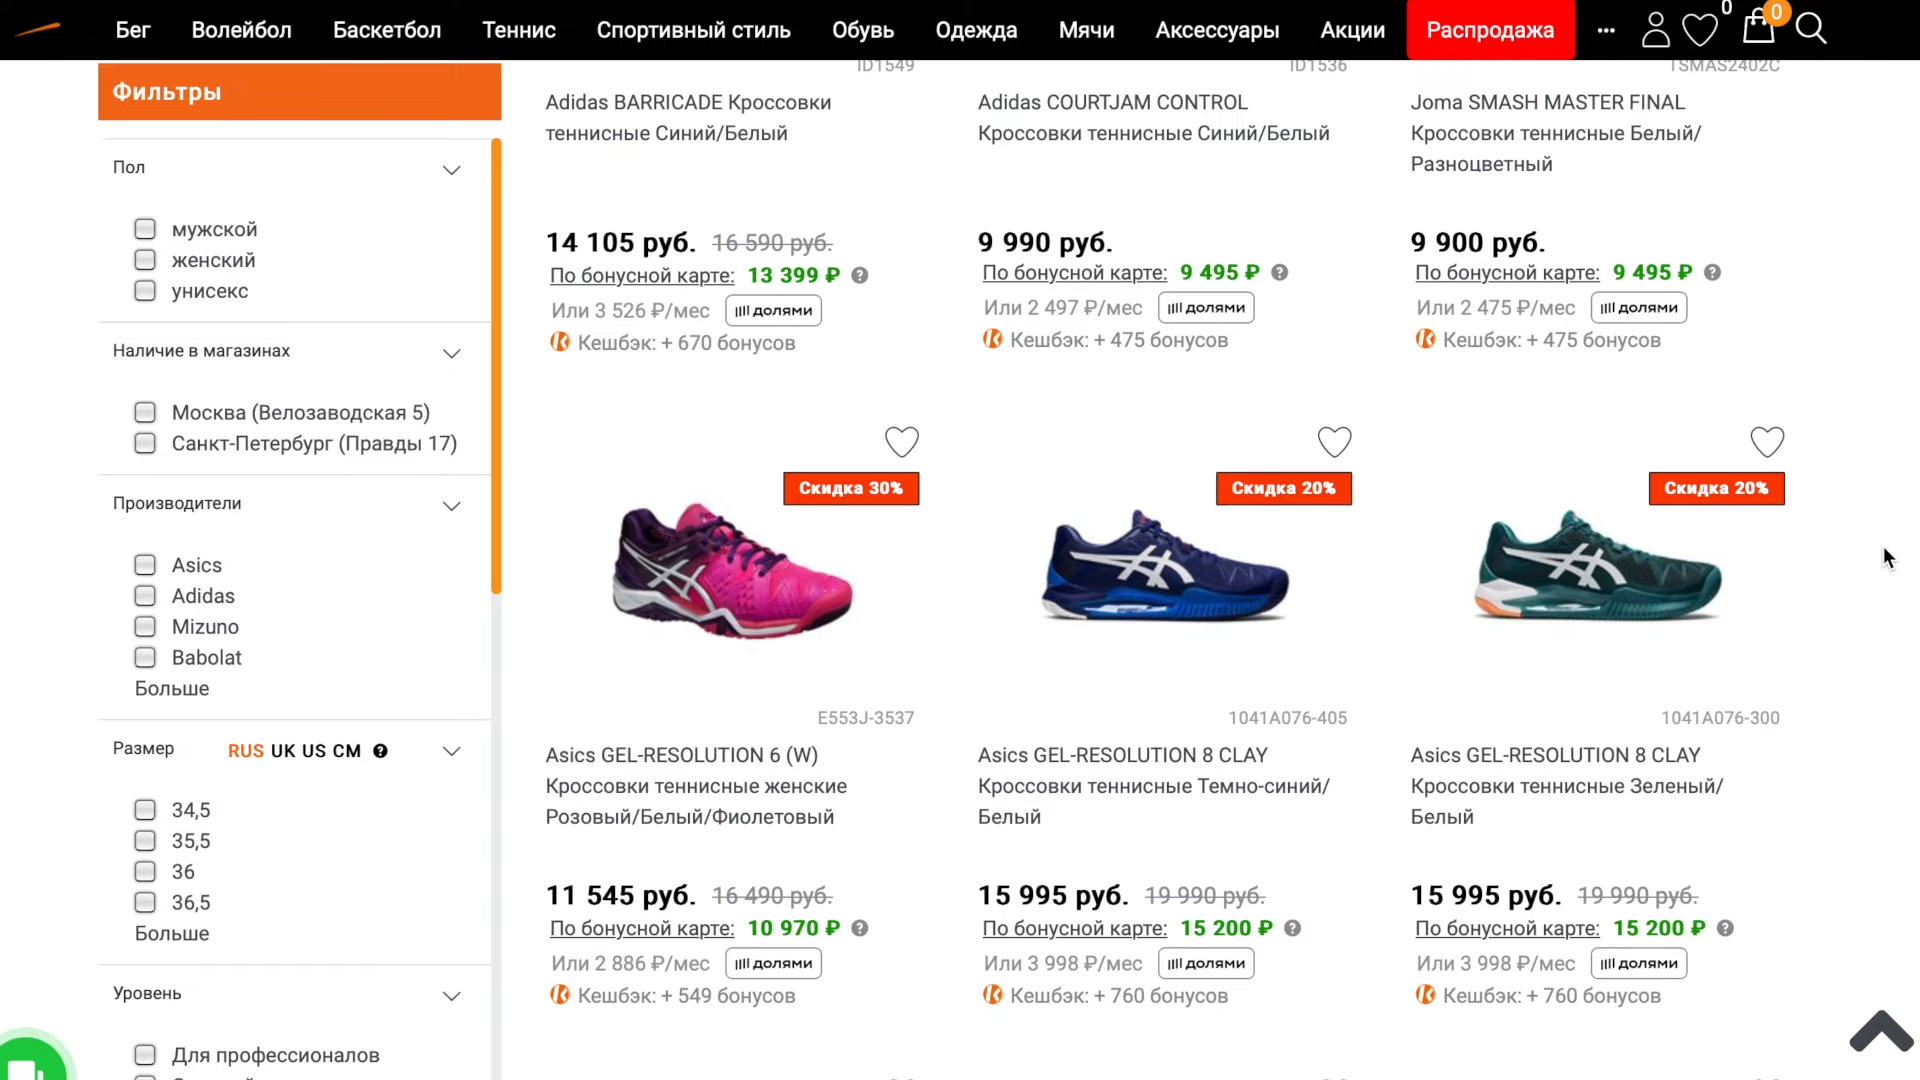 Бег Волейбол Баскетбол Теннис Спортивный стиль Обувь Одежда Мячи Аксессуары Акции Распродажа ... 0 0
Фильтры
Пол
мужской
женский
унисекс
Наличие в магазинах
Москва (Велозаводская 5)
Санкт-Петербург (Правды 17)
Производители
Asics
Adidas
Mizuno
Babolat
Больше
Размер RUS UK US CM ?
34,5
35,5
36
36,5
Больше
Уровень
Для профессионалов
ID1549
Adidas BARRICADE Кроссовки
теннисные Синий/Белый
14 105 руб. 16 590 руб.
По бонусной карте: 13 399 ₽ ?
Или 3 526 ₽/мес долями
Кешбэк: + 670 бонусов
ID1536
Adidas COURTJAM CONTROL
Кроссовки теннисные Синий/Белый
9 990 руб.
По бонусной карте: 9 495 ₽ ?
Или 2 497 ₽/мес долями
Кешбэк: + 475 бонусов
TSMAS2402C
Joma SMASH MASTER FINAL
Кроссовки теннисные Белый/
Разноцветный
9 900 руб.
По бонусной карте: 9 495 ₽ ?
Или 2 475 ₽/мес долями
Кешбэк: + 475 бонусов
Скидка 30%
E553J-3537
Asics GEL-RESOLUTION 6 (W)
Кроссовки теннисные женские
Розовый/Белый/Фиолетовый
11 545 руб. 16 490 руб.
По бонусной карте: 10 970 ₽ ?
Или 2 886 ₽/мес долями
Кешбэк: + 549 бонусов
Скидка 20%
1041A076-405
Asics GEL-RESOLUTION 8 CLAY
Кроссовки теннисные Темно-синий/
Белый
15 995 руб. 19 990 руб.
По бонусной карте: 15 200 ₽ ?
Или 3 998 ₽/мес долями
Кешбэк: + 760 бонусов
Скидка 20%
1041A076-300
Asics GEL-RESOLUTION 8 CLAY
Кроссовки теннисные Зеленый/
Белый
15 995 руб. 19 990 руб.
По бонусной карте: 15 200 ₽ ?
Или 3 998 ₽/мес долями
Кешбэк: + 760 бонусов